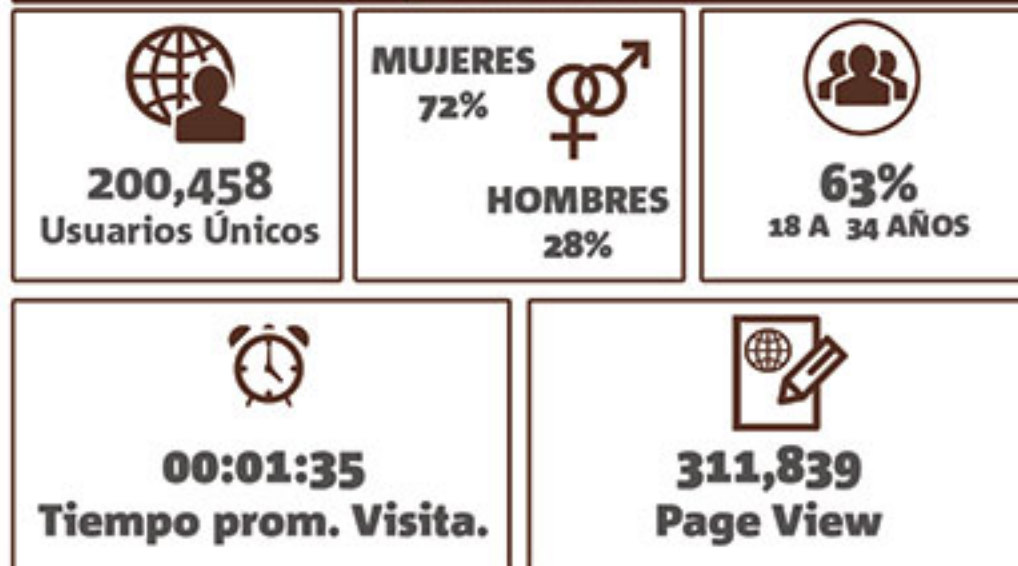 200,458
Usuarios Únicos
MUJERES
72%
HOMBRES
28%
63%
18 A 34 AÑOS
00:01:35
Tiempo prom. Visita.
311,839
Page View